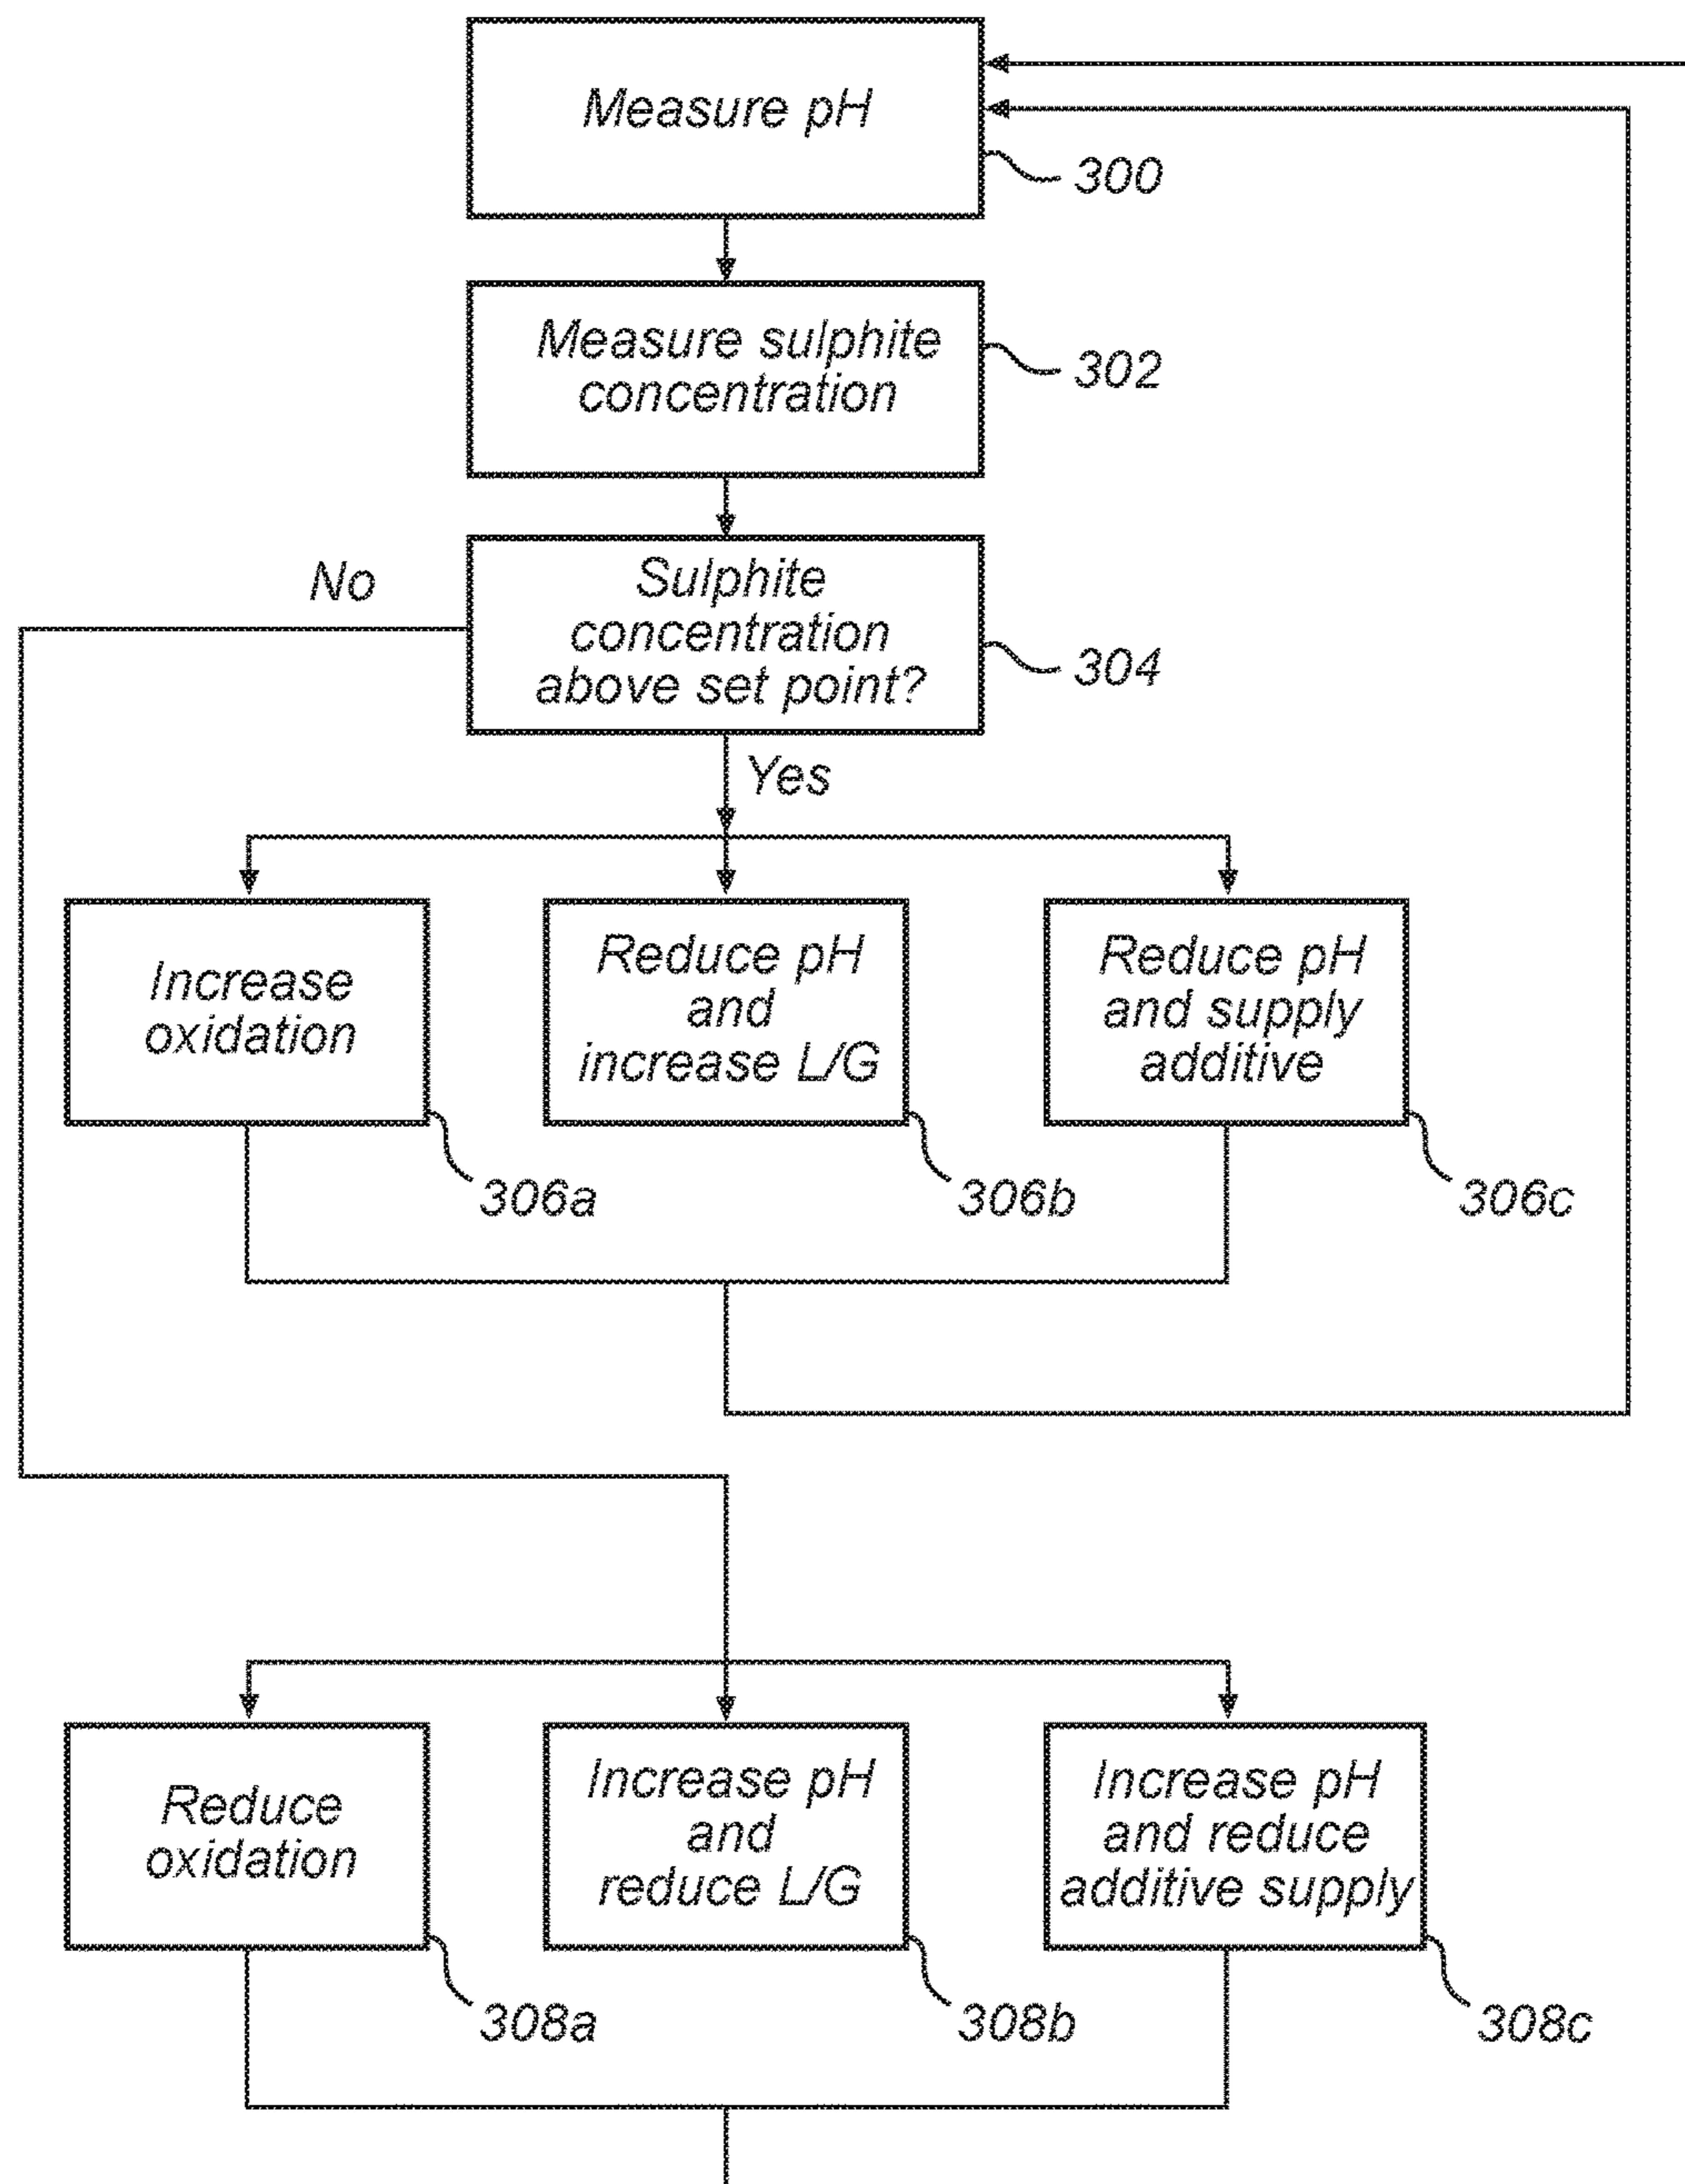 Measure pH
300
Measure sulphite
concentration
302
No
Sulphite
concentration
above set point?
304
Yes
Increase
oxidation
306a
Reduce pH
and
increase L/G
306b
Reduce pH
and supply
additive
306c
Reduce
oxidation
308a
Increase pH
and
reduce L/G
308b
Increase pH
and reduce
additive supply
308c